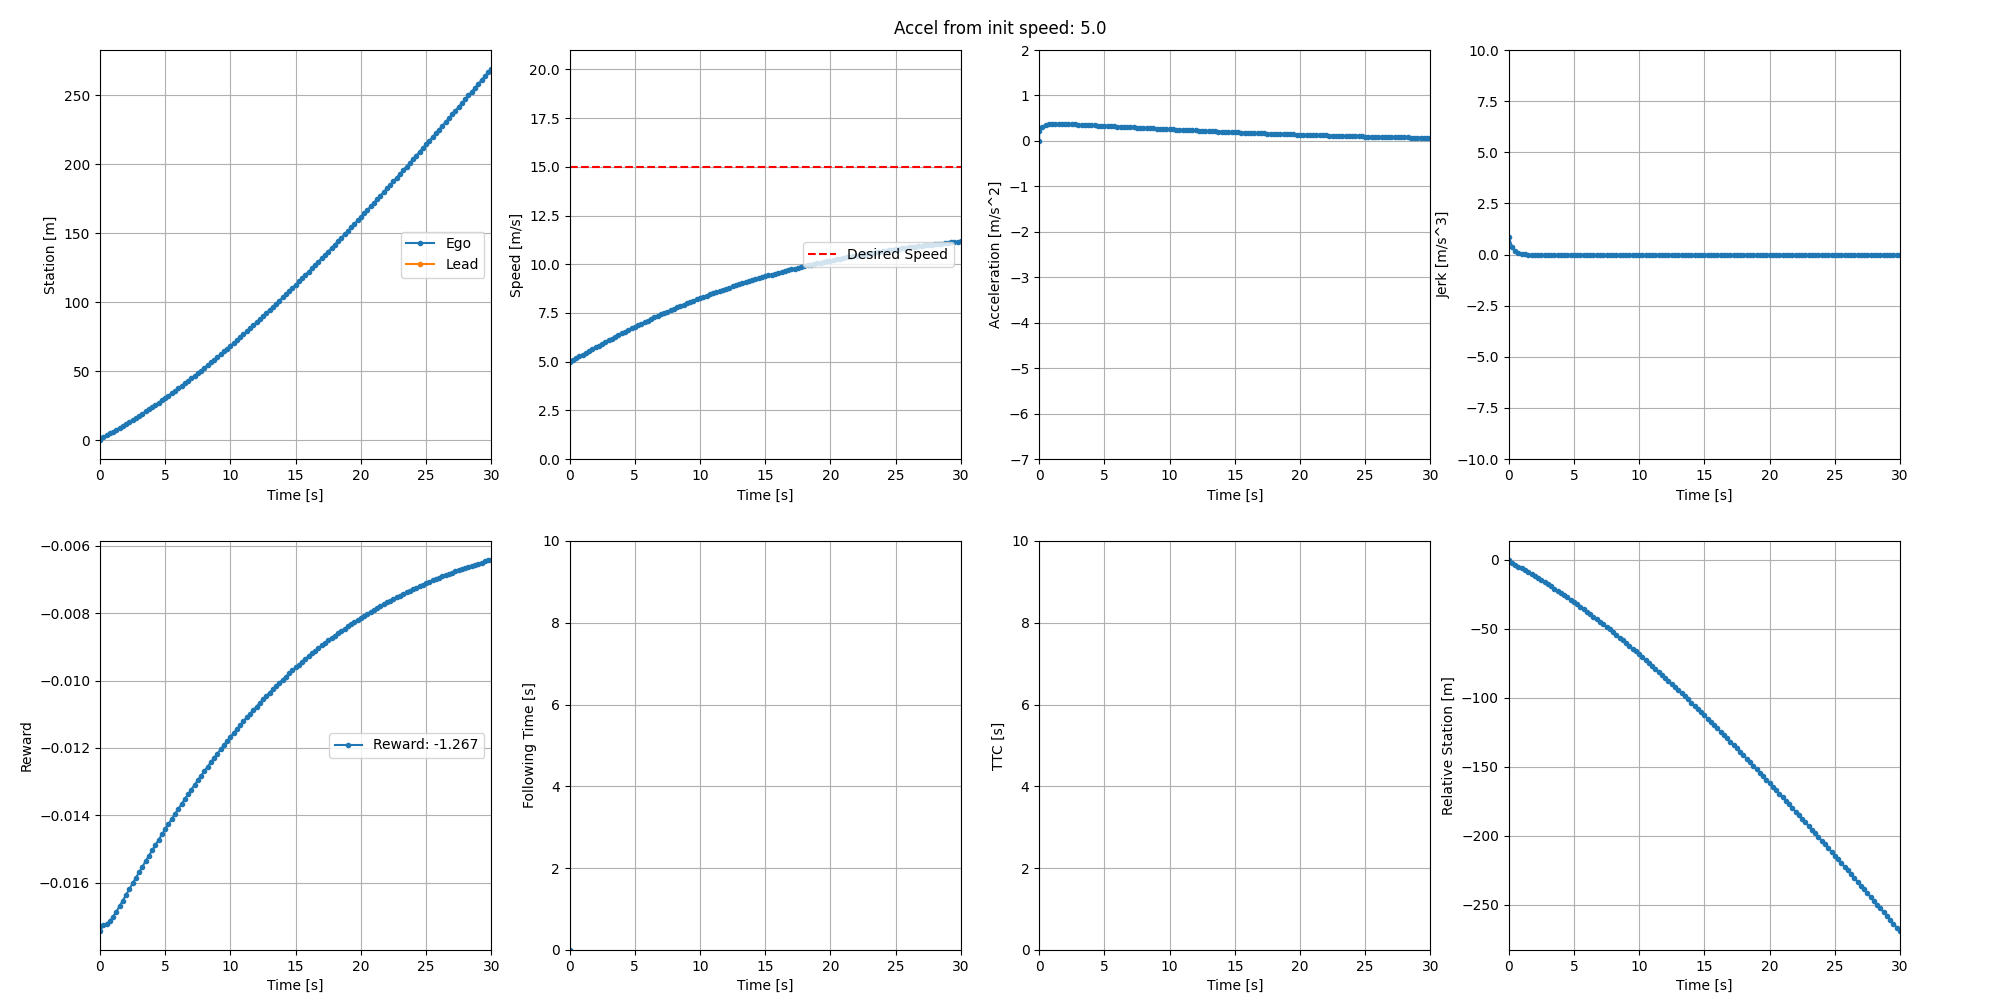 Accel from init speed: 5.0
250
200
150
100
50
0
Station [m]
Ego
Lead
0 5 10 15 20 25 30
Time [s]
20.0
17.5
15.0
12.5
10.0
7.5
5.0
2.5
0.0
Speed [m/s]
Desired Speed
0 5 10 15 20 25 30
Time [s]
2
1
0
−1
−2
−3
−4
−5
−6
−7
Acceleration [m/s^2]
0 5 10 15 20 25 30
Time [s]
10.0
7.5
5.0
2.5
0.0
−2.5
−5.0
−7.5
−10.0
Jerk [m/s^3]
0 5 10 15 20 25 30
Time [s]
−0.006
−0.008
−0.010
−0.012
−0.014
−0.016
Reward
Reward: -1.267
0 5 10 15 20 25 30
Time [s]
10
8
6
4
2
0
Following Time [s]
0 5 10 15 20 25 30
Time [s]
10
8
6
4
2
0
TTC [s]
0 5 10 15 20 25 30
Time [s]
0
−50
−100
−150
−200
−250
Relative Station [m]
0 5 10 15 20 25 30
Time [s]